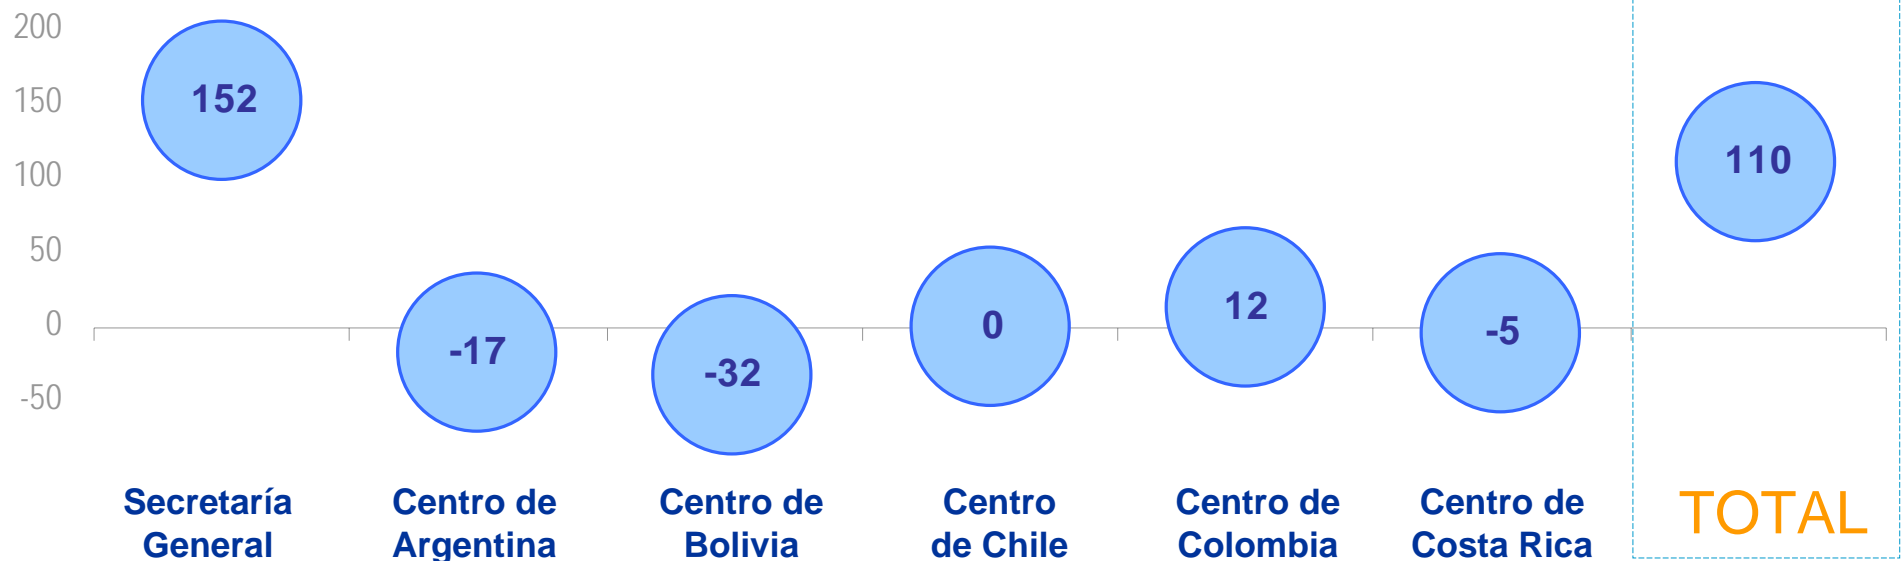 200
150
100
50
0
-50
152
-17
-32
0
12
-5
110
Secretaría
General
Centro de
Argentina
Centro de
Bolivia
Centro
de Chile
Centro de
Colombia
Centro de
Costa Rica
TOTAL